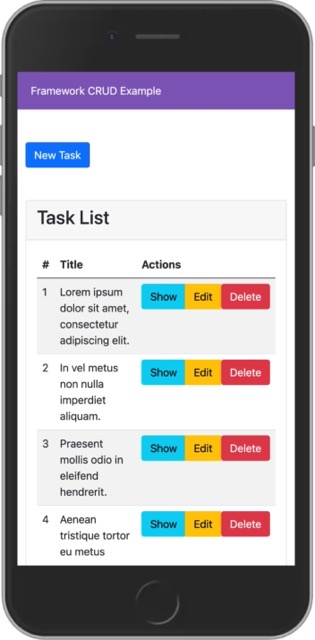 Framework CRUD Example
New Task
Task List
# Title Actions
1 Lorem ipsum Show Edit Delete
dolor sit amet,
consectetur
adipiscing elit.
2 In vel metus Show Edit Delete
non nulla
imperdiet
aliquam.
3 Praesent Show Edit Delete
mollis odio in
eleifend
hendrerit.
4 Aenean Show Edit Delete
tristique tortor
eu metus